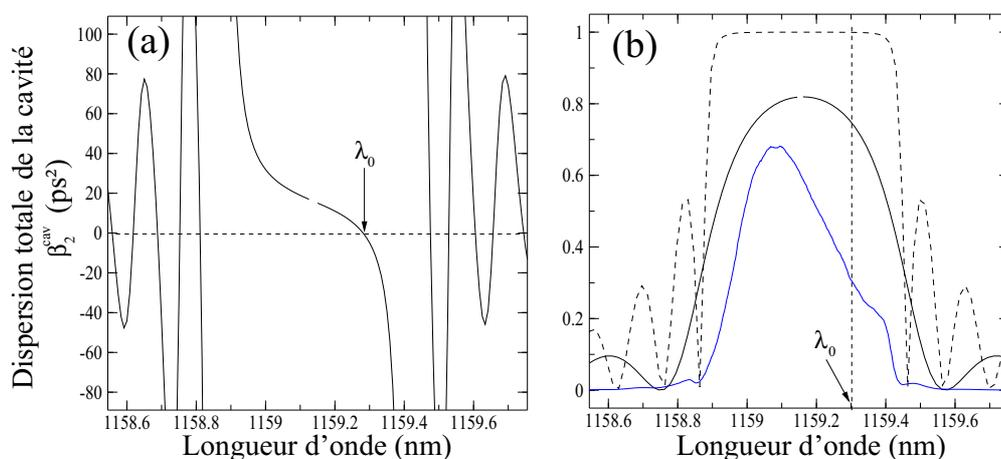 (a)
Dispersion totale de la cavité
β₂ᶜᵃᵛ (ps²)
100
80
60
40
20
0
-20
-40
-60
-80
λ₀
1158.6 1158.8 1159 1159.2 1159.4 1159.6
Longueur d’onde (nm)
(b)
1
0.8
0.6
0.4
0.2
0
λ₀
1158.6 1158.8 1159 1159.2 1159.4 1159.6
Longueur d’onde (nm)